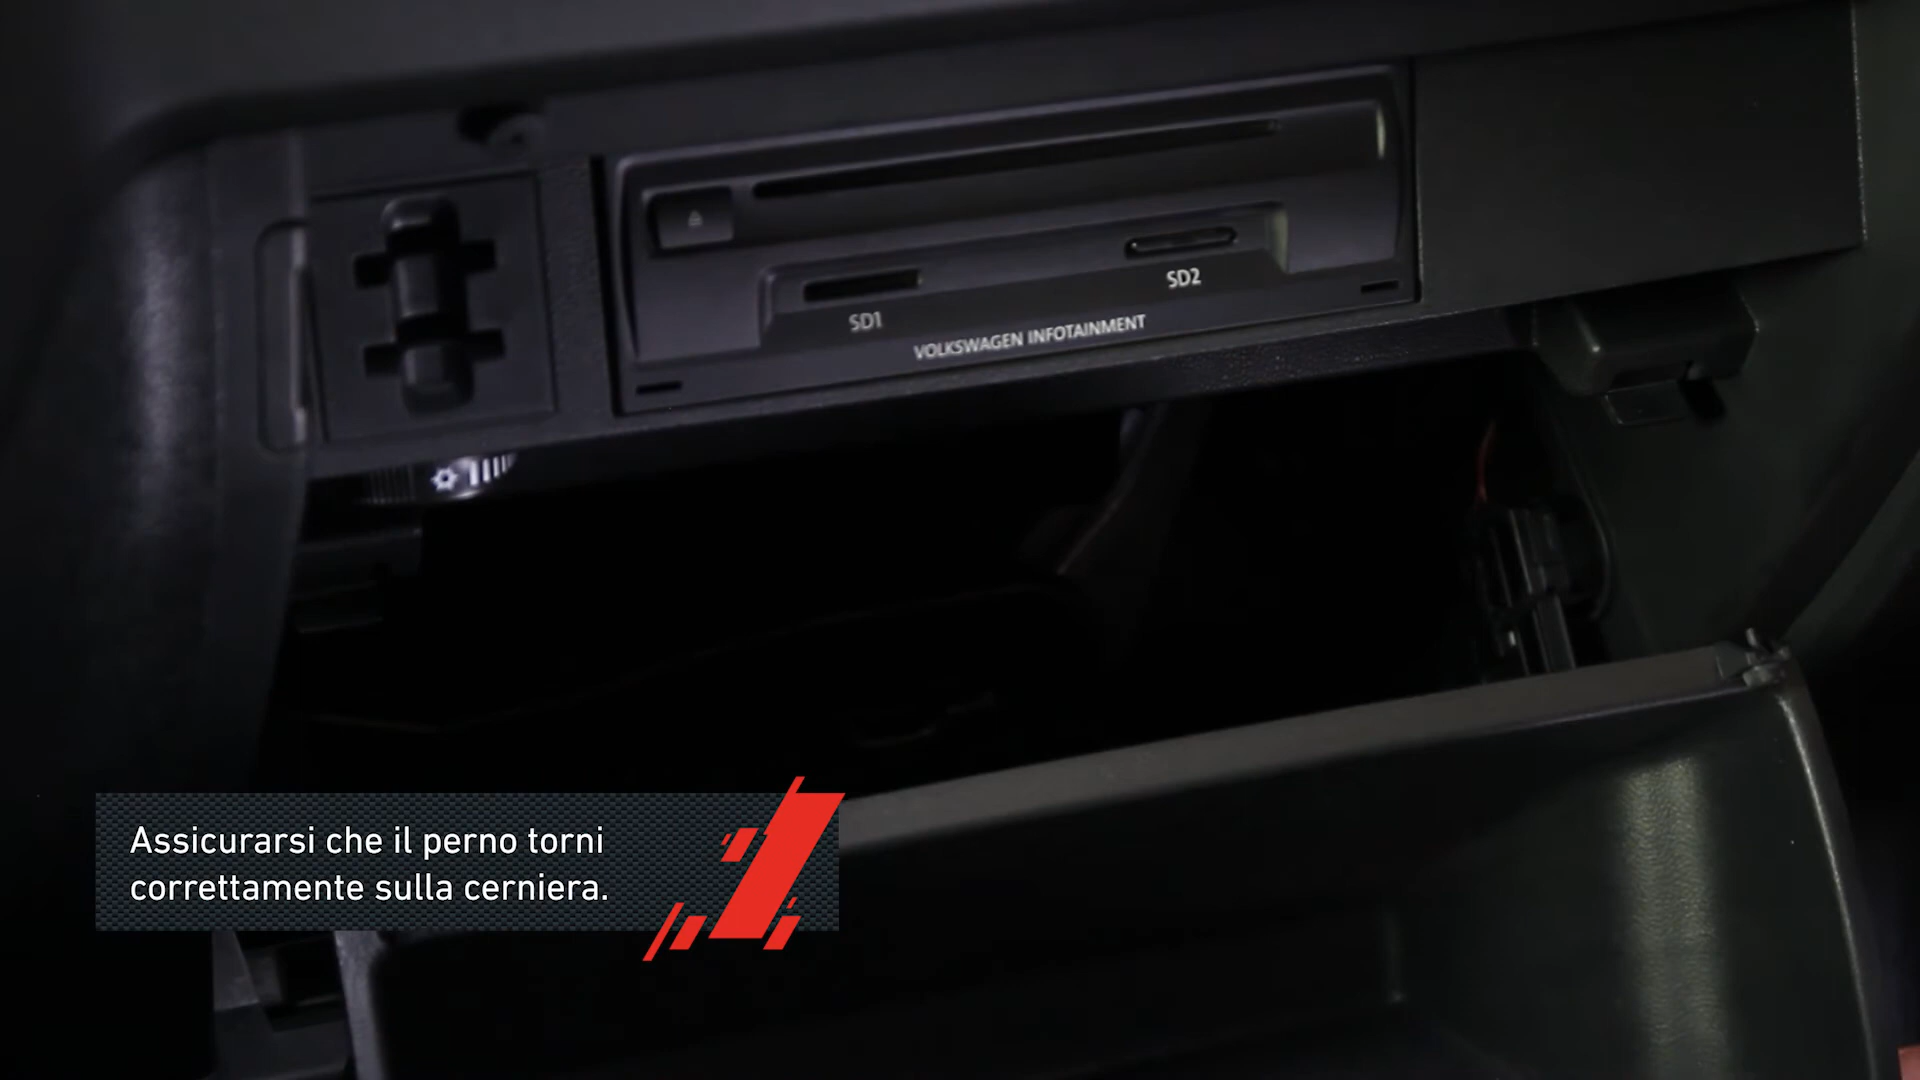 SD1
SD2
VOLKSWAGEN INFOTAINMENT
Assicurarsi che il perno torni
correttamente sulla cerniera.